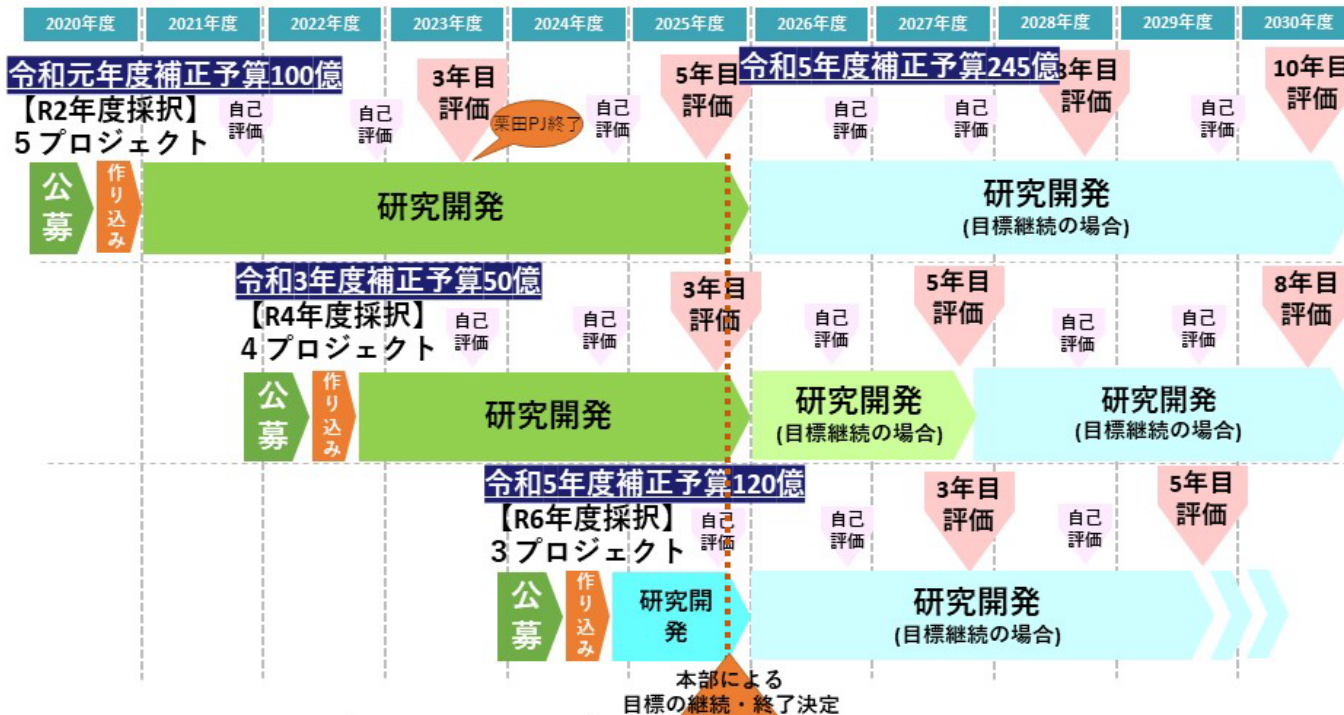 2020年度 2021年度 2022年度 2023年度 2024年度 2025年度 2026年度 2027年度 2028年度 2029年度 2030年度
令和元年度補正予算100億
【R2年度採択】
5プロジェクト
自己
評価
自己
評価
3年目
評価
栗田PJ終了
自己
評価
5年目
評価
令和5年度補正予算245億
自己
評価
自己
評価
3年目
評価
自己
評価
10年目
評価
公募
作り込み
研究開発
研究開発
(目標継続の場合)
令和3年度補正予算50億
【R4年度採択】
4プロジェクト
自己
評価
自己
評価
3年目
評価
自己
評価
5年目
評価
自己
評価
自己
評価
8年目
評価
公募
作り込み
研究開発
研究開発
(目標継続の場合)
研究開発
(目標継続の場合)
令和5年度補正予算120億
【R6年度採択】
3プロジェクト
自己
評価
自己
評価
3年目
評価
自己
評価
5年目
評価
公募
作り込み
研究開
発
研究開発
(目標継続の場合)
本部による
目標の継続・終了決定